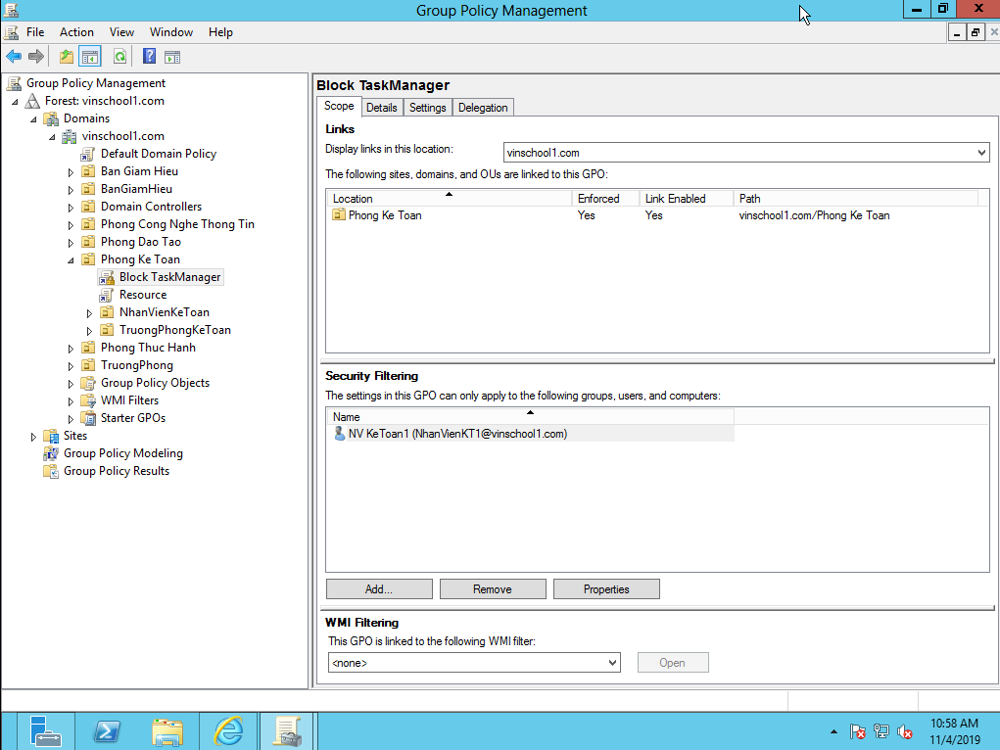 Group Policy Management
File Action View Window Help
Group Policy Management
Forest: vinschool1.com
Domains
vinschool1.com
Default Domain Policy
Ban Giam Hieu
BanGiamHieu
Domain Controllers
Phong Cong Nghe Thong Tin
Phong Dao Tao
Phong Ke Toan
Block TaskManager
Resource
NhanVienKeToan
TruongPhongKeToan
Phong Thuc Hanh
TruongPhong
Group Policy Objects
WMI Filters
Starter GPOs
Sites
Group Policy Modeling
Group Policy Results
Block TaskManager
Scope Details Settings Delegation
Links
Display links in this location: vinschool1.com
The following sites, domains, and OUs are linked to this GPO:
Location Enforced Link Enabled Path
Phong Ke Toan Yes Yes vinschool1.com/Phong Ke Toan
Security Filtering
The settings in this GPO can only apply to the following groups, users, and computers:
Name
NV KeToan1 (NhanVienKT1@vinschool1.com)
Add... Remove Properties
WMI Filtering
This GPO is linked to the following WMI filter:
<none> Open
10:58 AM
11/4/2019